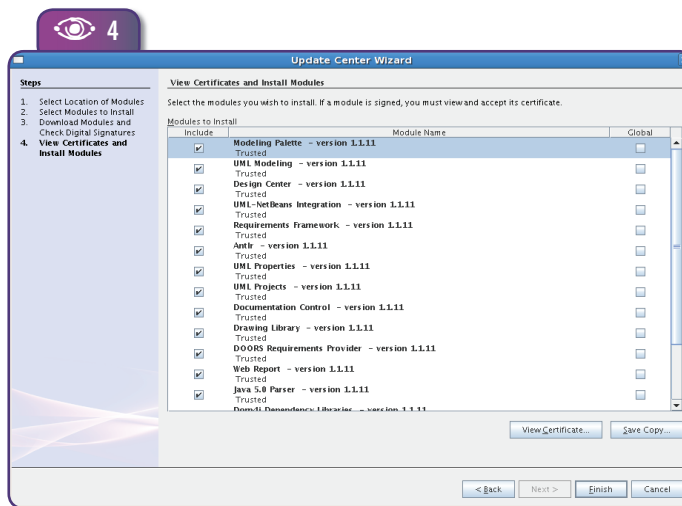 4
Update Center Wizard
Steps
1. Select Location of Modules
2. Select Modules to Install
3. Download Modules and
Check Digital Signatures
4. View Certificates and
Install Modules
View Certificates and Install Modules
Select the modules you wish to install. If a module is signed, you must view and accept its certificate.
Modules to Install
Include Module Name Global
Modeling Palette - version 1.1.11
Trusted
UML Modeling - version 1.1.11
Trusted
Design Center - version 1.1.11
Trusted
UML-NetBeans Integration - version 1.1.11
Trusted
Requirements Framework - version 1.1.11
Trusted
Antlr - version 1.1.11
Trusted
UML Properties - version 1.1.11
Trusted
UML Projects - version 1.1.11
Trusted
Documentation Control - version 1.1.11
Trusted
Drawing Library - version 1.1.11
Trusted
DOORS Requirements Provider - version 1.1.11
Trusted
Web Report - version 1.1.11
Trusted
Java 5.0 Parser - version 1.1.11
Trusted
Dom4j Dependency Libraries - version 1.1.11
View Certificate... Save Copy...
< Back Next > Finish Cancel